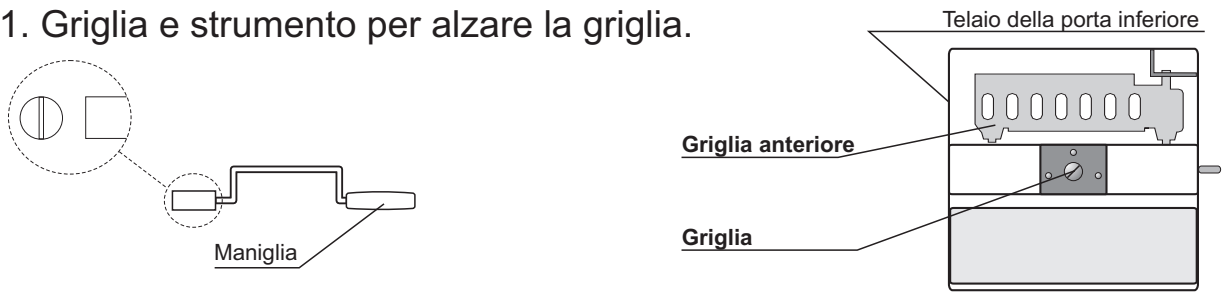 1. Griglia e strumento per alzare la griglia.
Telaio della porta inferiore
Griglia anteriore
Griglia
Maniglia